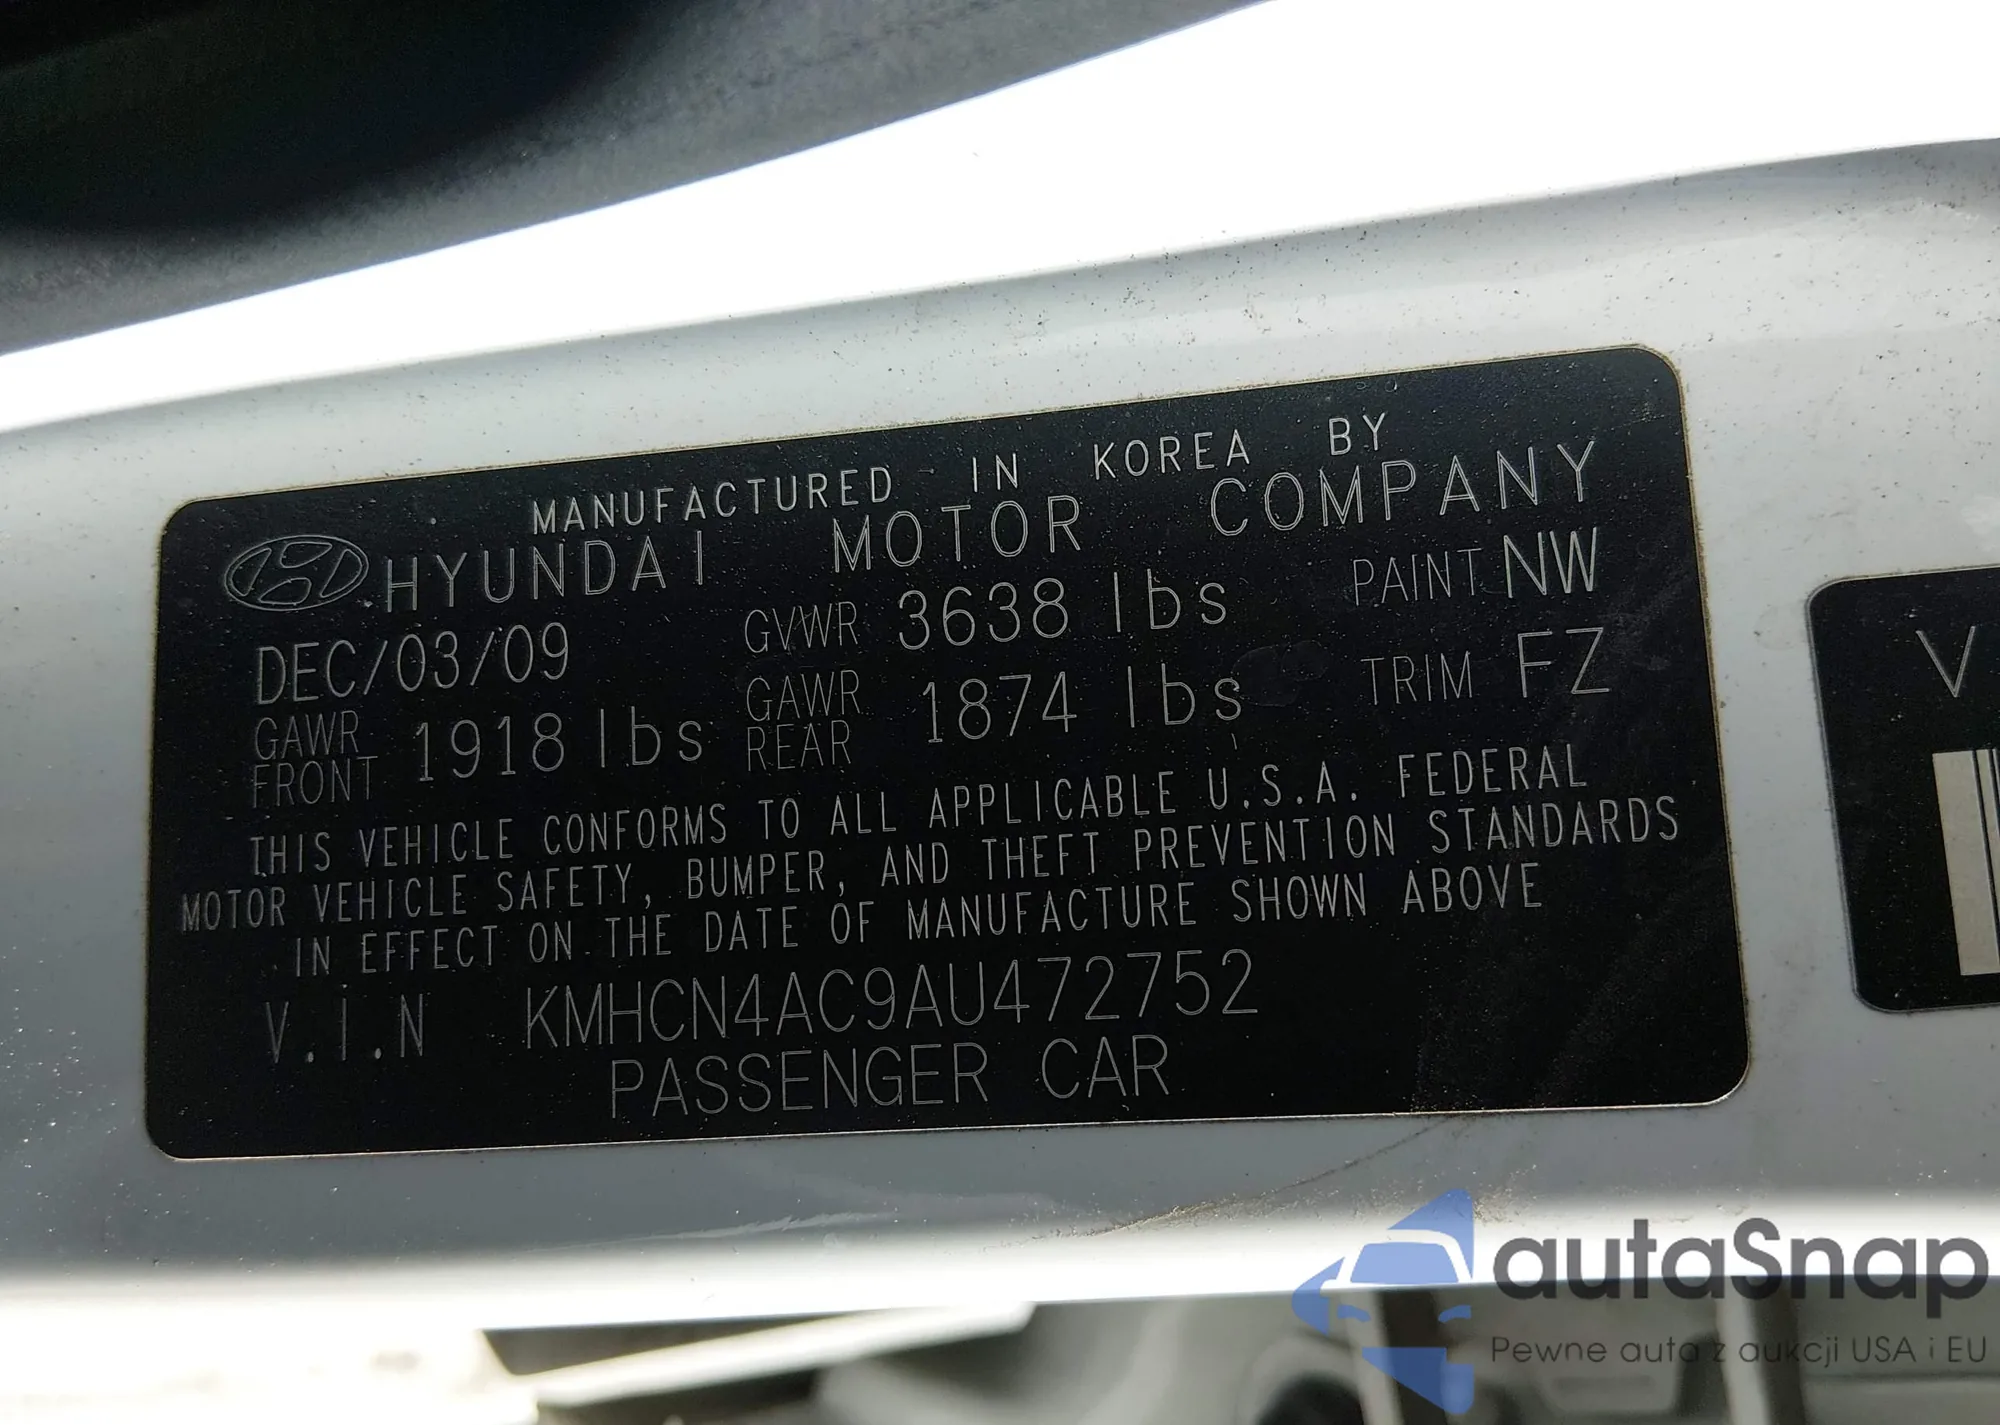 MANUFACTURED IN KOREA BY
HYUNDAI MOTOR COMPANY
DEC/03/09 GVWR 3638 lbs PAINT NW
GAWR FRONT 1918 lbs GAWR REAR 1874 lbs TRIM FZ
THIS VEHICLE CONFORMS TO ALL APPLICABLE U.S.A. FEDERAL
MOTOR VEHICLE SAFETY, BUMPER, AND THEFT PREVENTION STANDARDS
IN EFFECT ON THE DATE OF MANUFACTURE SHOWN ABOVE
V.I.N KMHCN4AC9AU472752
PASSENGER CAR
V
autaSnap
Pewne auta z aukcji USA i EU